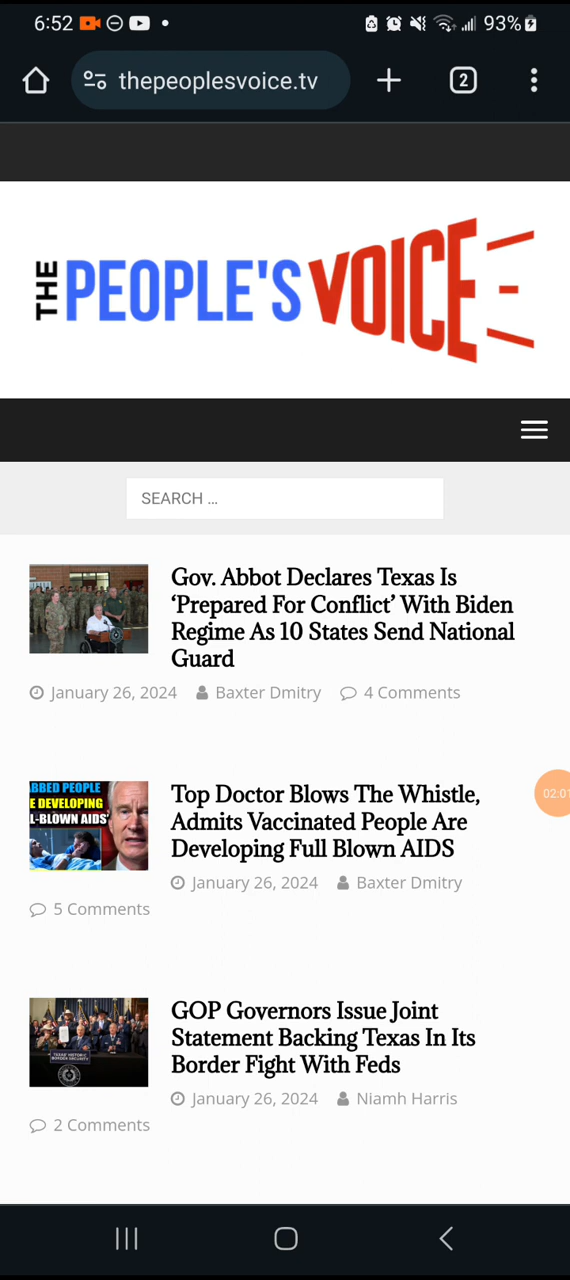 6:52
93%
thepeoplesvoice.tv
2
THE PEOPLE'S VOICE
SEARCH ...
Gov. Abbot Declares Texas Is
‘Prepared For Conflict’ With Biden
Regime As 10 States Send National
Guard
January 26, 2024 Baxter Dmitry 4 Comments
ABBED PEOPLE
E DEVELOPING
L-BLOWN AIDS'
Top Doctor Blows The Whistle,
Admits Vaccinated People Are
Developing Full Blown AIDS
January 26, 2024 Baxter Dmitry
5 Comments
02:01
GOP Governors Issue Joint
Statement Backing Texas In Its
Border Fight With Feds
January 26, 2024 Niamh Harris
2 Comments